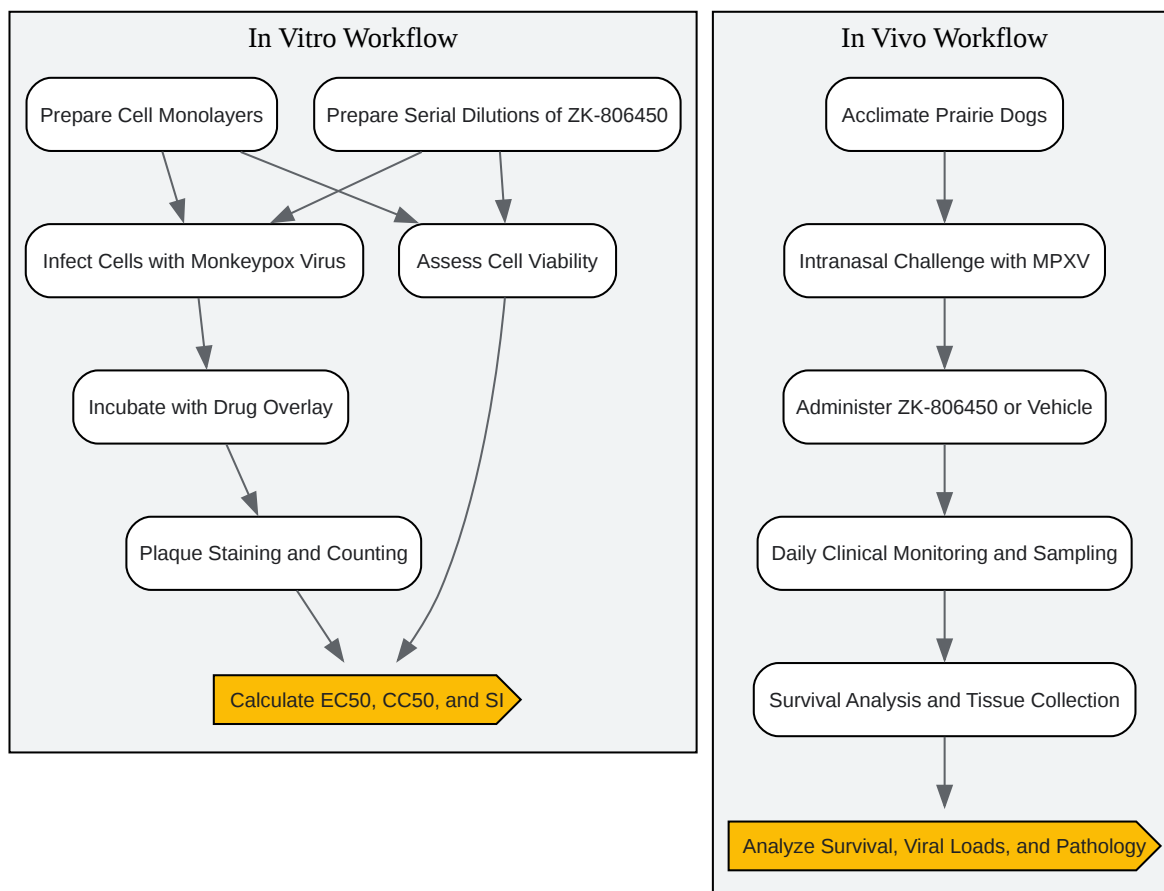 In Vitro Workflow
Prepare Cell Monolayers
Prepare Serial Dilutions of ZK-806450
Infect Cells with Monkeypox Virus
Assess Cell Viability
Incubate with Drug Overlay
Plaque Staining and Counting
Calculate EC50, CC50, and SI
In Vivo Workflow
Acclimate Prairie Dogs
Intranasal Challenge with MPXV
Administer ZK-806450 or Vehicle
Daily Clinical Monitoring and Sampling
Survival Analysis and Tissue Collection
Analyze Survival, Viral Loads, and Pathology